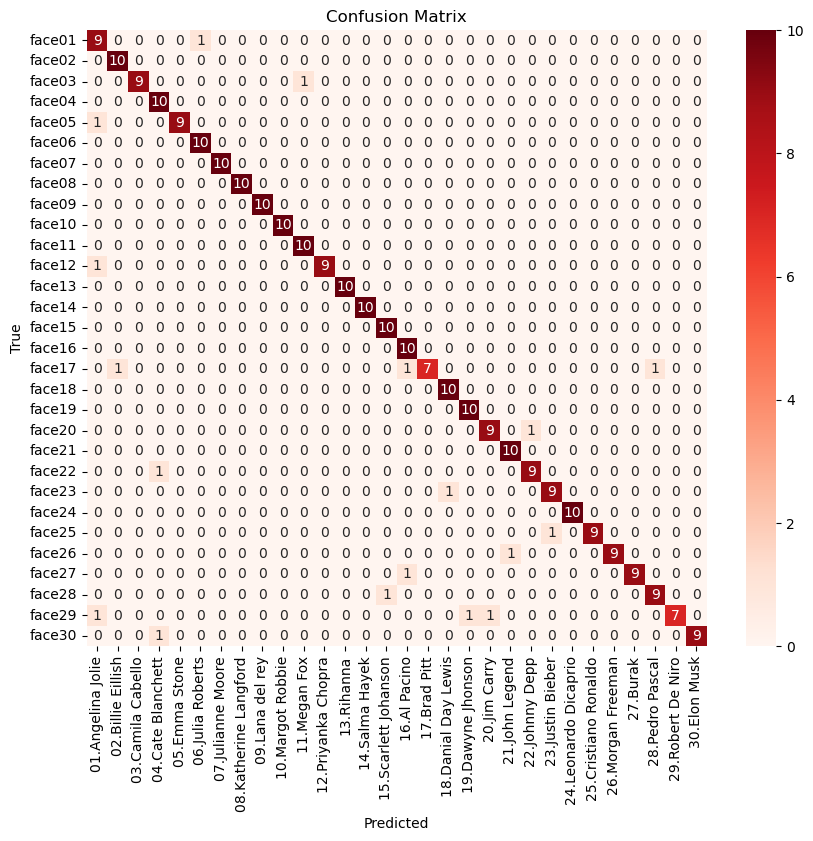 Confusion Matrix
face01 9 0 0 0 0 1 0 0 0 0 0 0 0 0 0 0 0 0 0 0 0 0 0 0 0 0 0 0 0 0
face02 0 10 0 0 0 0 0 0 0 0 0 0 0 0 0 0 0 0 0 0 0 0 0 0 0 0 0 0 0 0
face03 0 0 9 0 0 0 0 0 0 0 1 0 0 0 0 0 0 0 0 0 0 0 0 0 0 0 0 0 0 0
face04 0 0 0 10 0 0 0 0 0 0 0 0 0 0 0 0 0 0 0 0 0 0 0 0 0 0 0 0 0 0
face05 1 0 0 0 9 0 0 0 0 0 0 0 0 0 0 0 0 0 0 0 0 0 0 0 0 0 0 0 0 0
face06 0 0 0 0 0 10 0 0 0 0 0 0 0 0 0 0 0 0 0 0 0 0 0 0 0 0 0 0 0 0
face07 0 0 0 0 0 0 10 0 0 0 0 0 0 0 0 0 0 0 0 0 0 0 0 0 0 0 0 0 0 0
face08 0 0 0 0 0 0 0 10 0 0 0 0 0 0 0 0 0 0 0 0 0 0 0 0 0 0 0 0 0 0
face09 0 0 0 0 0 0 0 0 10 0 0 0 0 0 0 0 0 0 0 0 0 0 0 0 0 0 0 0 0 0
face10 0 0 0 0 0 0 0 0 0 10 0 0 0 0 0 0 0 0 0 0 0 0 0 0 0 0 0 0 0 0
face11 0 0 0 0 0 0 0 0 0 0 10 0 0 0 0 0 0 0 0 0 0 0 0 0 0 0 0 0 0 0
face12 1 0 0 0 0 0 0 0 0 0 0 9 0 0 0 0 0 0 0 0 0 0 0 0 0 0 0 0 0 0
face13 0 0 0 0 0 0 0 0 0 0 0 0 10 0 0 0 0 0 0 0 0 0 0 0 0 0 0 0 0 0
face14 0 0 0 0 0 0 0 0 0 0 0 0 0 10 0 0 0 0 0 0 0 0 0 0 0 0 0 0 0 0
face15 0 0 0 0 0 0 0 0 0 0 0 0 0 0 10 0 0 0 0 0 0 0 0 0 0 0 0 0 0 0
face16 0 0 0 0 0 0 0 0 0 0 0 0 0 0 0 10 0 0 0 0 0 0 0 0 0 0 0 0 0 0
face17 0 1 0 0 0 0 0 0 0 0 0 0 0 0 0 1 7 0 0 0 0 0 0 0 0 0 0 1 0 0
face18 0 0 0 0 0 0 0 0 0 0 0 0 0 0 0 0 0 10 0 0 0 0 0 0 0 0 0 0 0 0
face19 0 0 0 0 0 0 0 0 0 0 0 0 0 0 0 0 0 0 10 0 0 0 0 0 0 0 0 0 0 0
face20 0 0 0 0 0 0 0 0 0 0 0 0 0 0 0 0 0 0 0 9 0 1 0 0 0 0 0 0 0 0
face21 0 0 0 0 0 0 0 0 0 0 0 0 0 0 0 0 0 0 0 0 10 0 0 0 0 0 0 0 0 0
face22 0 0 0 1 0 0 0 0 0 0 0 0 0 0 0 0 0 0 0 0 0 9 0 0 0 0 0 0 0 0
face23 0 0 0 0 0 0 0 0 0 0 0 0 0 0 0 0 0 1 0 0 0 0 9 0 0 0 0 0 0 0
face24 0 0 0 0 0 0 0 0 0 0 0 0 0 0 0 0 0 0 0 0 0 0 0 10 0 0 0 0 0 0
face25 0 0 0 0 0 0 0 0 0 0 0 0 0 0 0 0 0 0 0 0 0 0 1 0 9 0 0 0 0 0
face26 0 0 0 0 0 0 0 0 0 0 0 0 0 0 0 0 0 0 0 0 1 0 0 0 0 9 0 0 0 0
face27 0 0 0 0 0 0 0 0 0 0 0 0 0 0 0 1 0 0 0 0 0 0 0 0 0 0 9 0 0 0
face28 0 0 0 0 0 0 0 0 0 0 0 0 0 0 1 0 0 0 0 0 0 0 0 0 0 0 0 9 0 0
face29 1 0 0 0 0 0 0 0 0 0 0 0 0 0 0 0 0 0 1 1 0 0 0 0 0 0 0 0 7 0
face30 0 0 0 1 0 0 0 0 0 0 0 0 0 0 0 0 0 0 0 0 0 0 0 0 0 0 0 0 0 9
True
01.Angelina Jolie
02.Billie Eillish
03.Camila Cabello
04.Cate Blanchett
05.Emma Stone
06.Julia Roberts
07.Julianne Moore
08.Katherine Langford
09.Lana del rey
10.Margot Robbie
11.Megan Fox
12.Priyanka Chopra
13.Rihanna
14.Salma Hayek
15.Scarlett Johanson
16.Al Pacino
17.Brad Pitt
18.Danial Day Lewis
19.Dawyne Jhonson
20.Jim Carry
21.John Legend
22.Johnny Depp
23.Justin Bieber
24.Leonardo Dicaprio
25.Cristiano Ronaldo
26.Morgan Freeman
27.Burak
28.Pedro Pascal
29.Robert De Niro
30.Elon Musk
Predicted
10
8
6
4
2
0